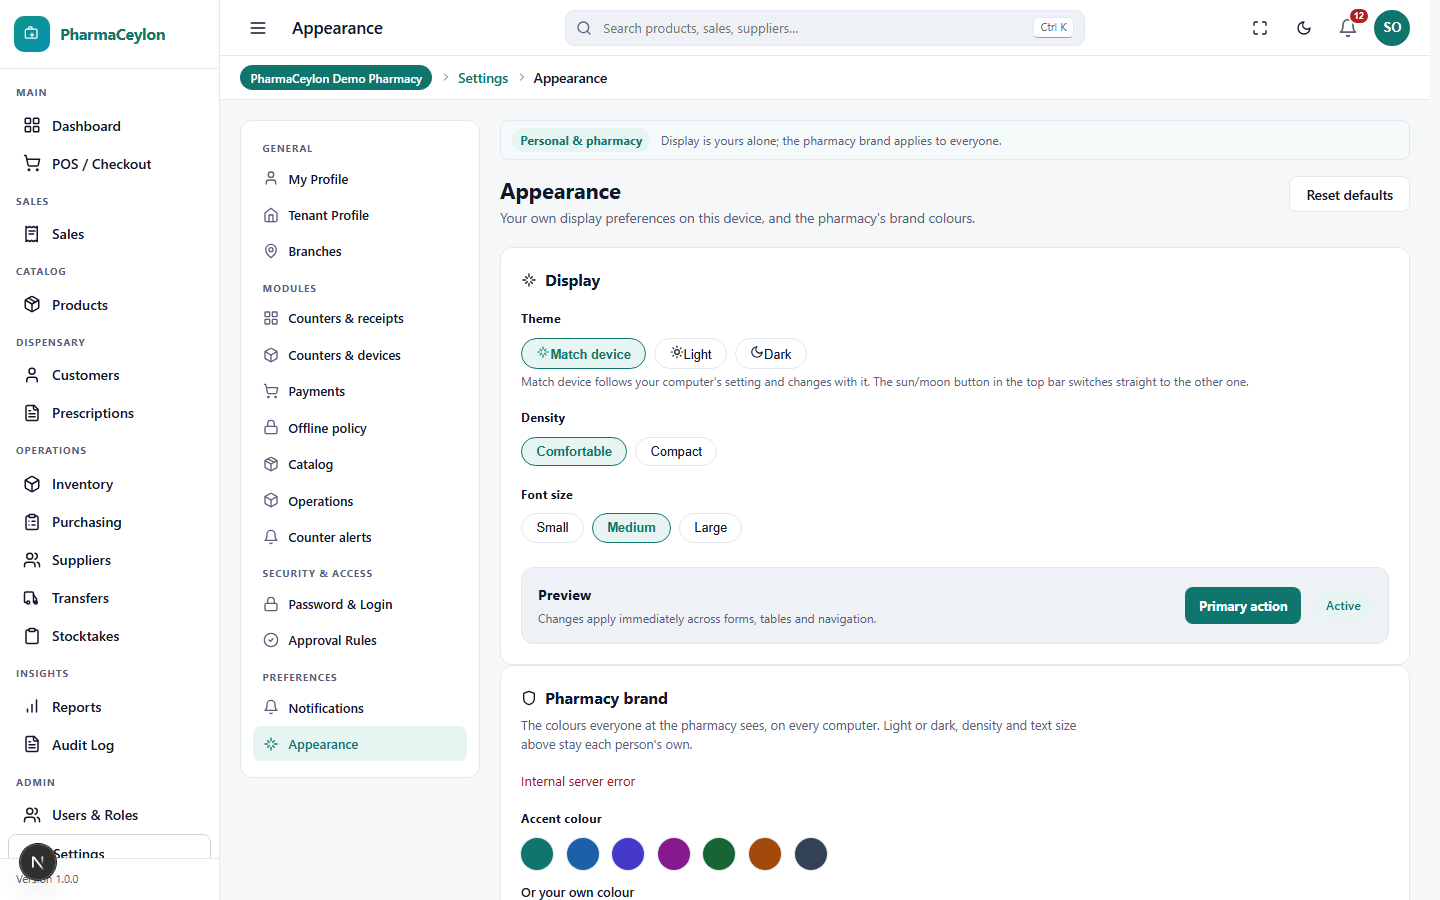 PharmaCeylon
Appearance
Search products, sales, suppliers...
Ctrl K
12
SO
PharmaCeylon Demo Pharmacy
Settings
Appearance
MAIN
Dashboard
POS / Checkout
SALES
Sales
CATALOG
Products
DISPENSARY
Customers
Prescriptions
OPERATIONS
Inventory
Purchasing
Suppliers
Transfers
Stocktakes
INSIGHTS
Reports
Audit Log
ADMIN
Users & Roles
Settings
N
Version 1.0.0
GENERAL
My Profile
Tenant Profile
Branches
MODULES
Counters & receipts
Counters & devices
Payments
Offline policy
Catalog
Operations
Counter alerts
SECURITY & ACCESS
Password & Login
Approval Rules
PREFERENCES
Notifications
Appearance
Personal & pharmacy
Display is yours alone; the pharmacy brand applies to everyone.
Appearance
Your own display preferences on this device, and the pharmacy's brand colours.
Reset defaults
Display
Theme
Match device
Light
Dark
Match device follows your computer's setting and changes with it. The sun/moon button in the top bar switches straight to the other one.
Density
Comfortable
Compact
Font size
Small
Medium
Large
Preview
Changes apply immediately across forms, tables and navigation.
Primary action
Active
Pharmacy brand
The colours everyone at the pharmacy sees, on every computer. Light or dark, density and text size
above stay each person's own.
Internal server error
Accent colour
Or your own colour